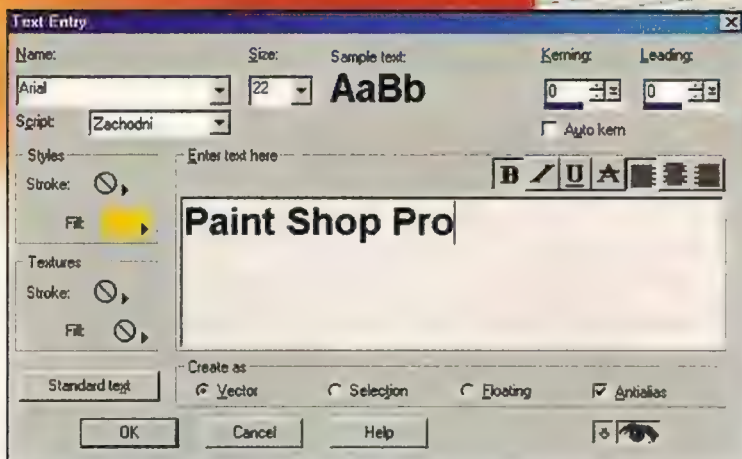 Text Entry
Name: Size: Sample text: Kerning: Leading:
Arial 22 AaBb 0 0
Script: Zachodni Auto kern
Styles Enter text here
Stroke: B I U A
Fill: Paint Shop Pro
Textures
Stroke:
Fill:
Standard text Create as
Vector Selection Floating Antialias
OK Cancel Help